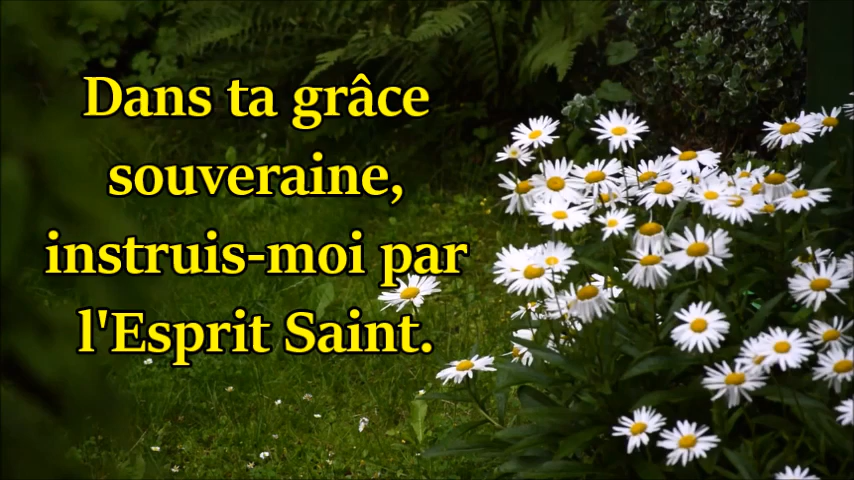 Dans ta grâce
souveraine,
instruis-moi par
l'Esprit Saint.